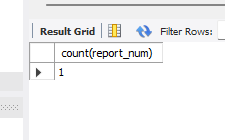 Result Grid Filter Rows:
count(report_num)
1